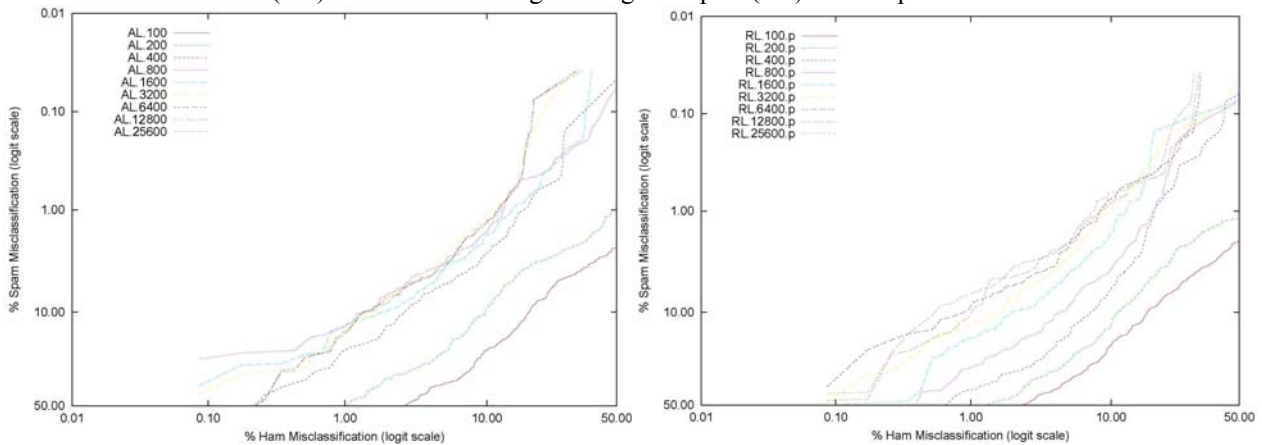 0.01
0.10
1.00
10.00
50.00
% Spam Misclassification (logit scale)
AL.100
AL.200
AL.400
AL.800
AL.1600
AL.3200
AL.6400
AL.12800
AL.25600
0.01
0.10
1.00
10.00
50.00
% Ham Misclassification (logit scale)
0.01
0.10
1.00
10.00
50.00
% Spam Misclassification (logit scale)
RL.100.p
RL.200.p
RL.400.p
RL.800.p
RL.1600.p
RL.3200.p
RL.6400.p
RL.12800.p
RL.25600.p
0.01
0.10
1.00
10.00
50.00
% Ham Misclassification (logit scale)